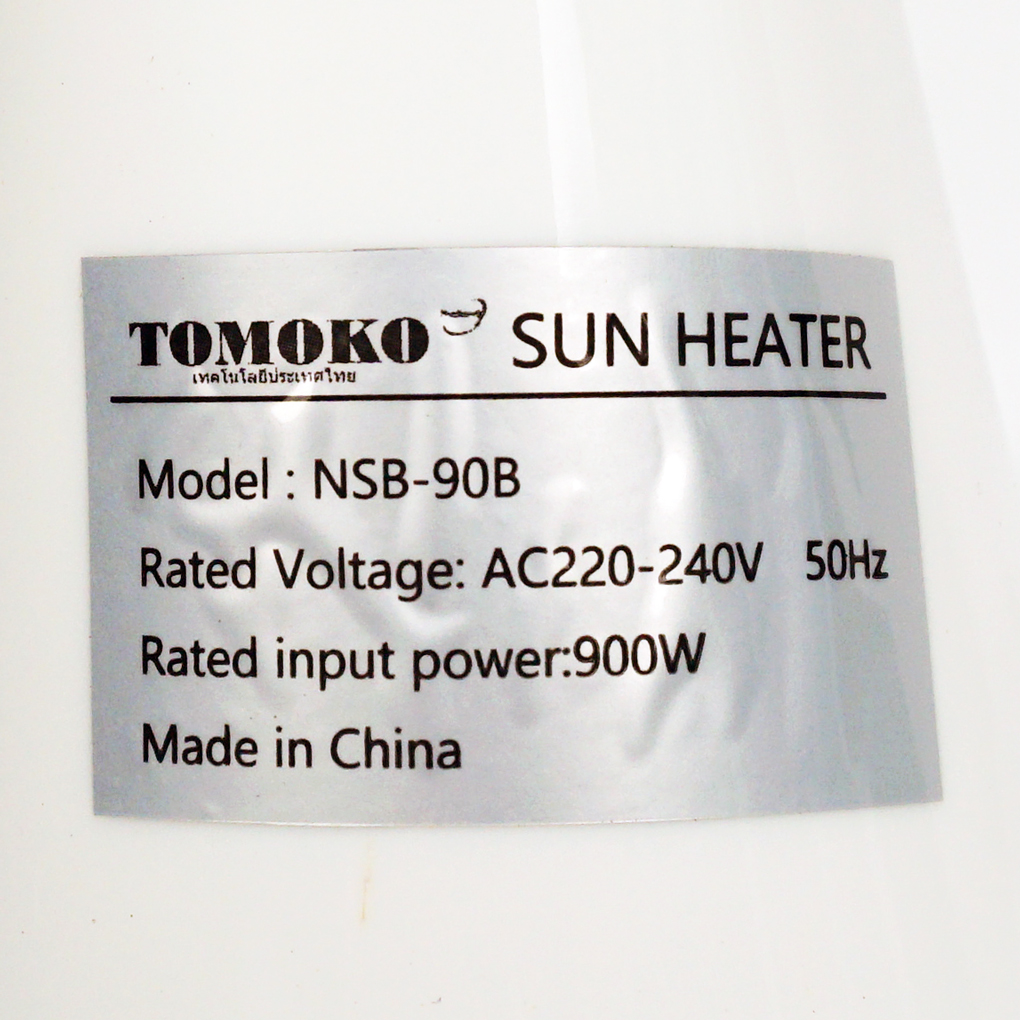 TOMOKO SUN HEATER
เทคโนโลยีประเทศไทย
Model : NSB-90B
Rated Voltage: AC220-240V 50Hz
Rated input power:900W
Made in China